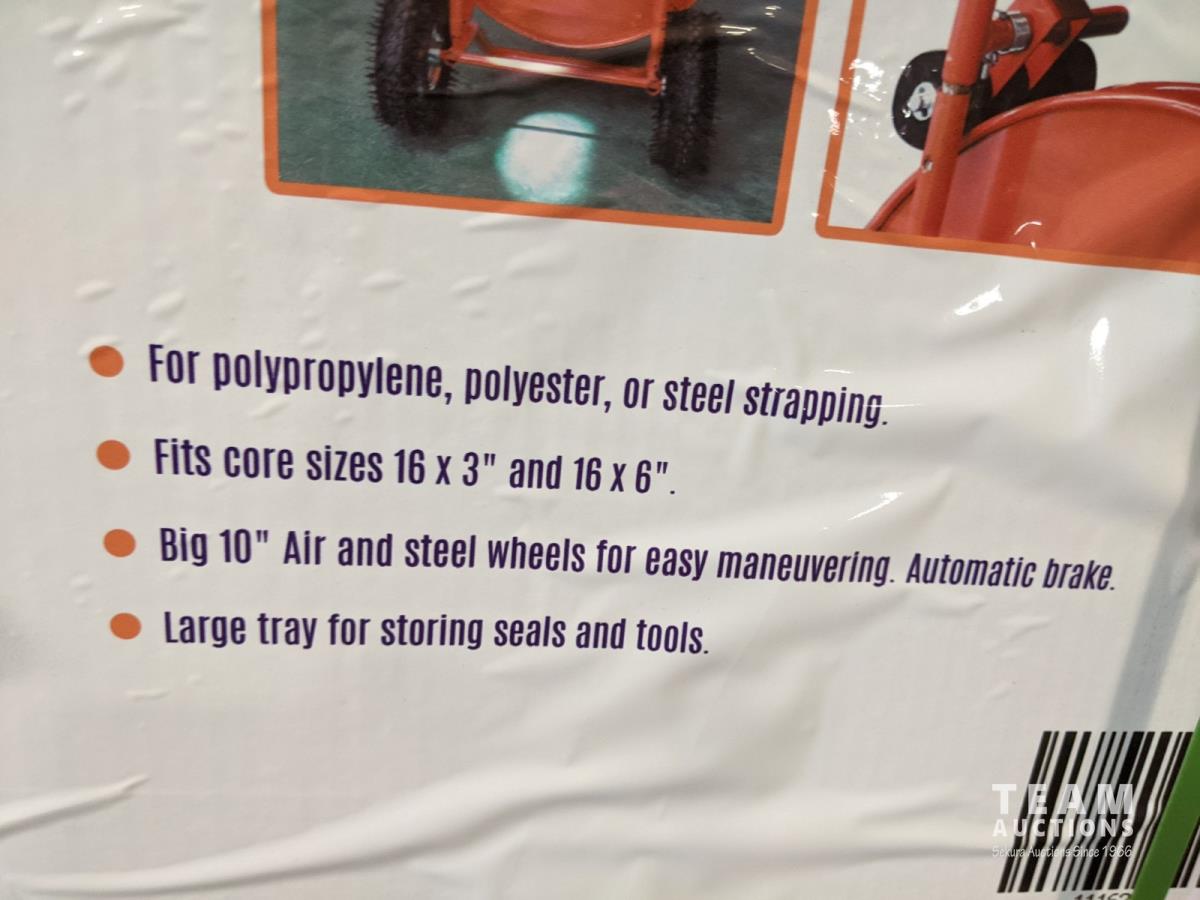 For polypropylene, polyester, or steel strapping.
Fits core sizes 16 x 3" and 16 x 6".
Big 10" Air and steel wheels for easy maneuvering. Automatic brake.
Large tray for storing seals and tools.
TEAM
AUCTIONS
Sekura Auctions Since 1966